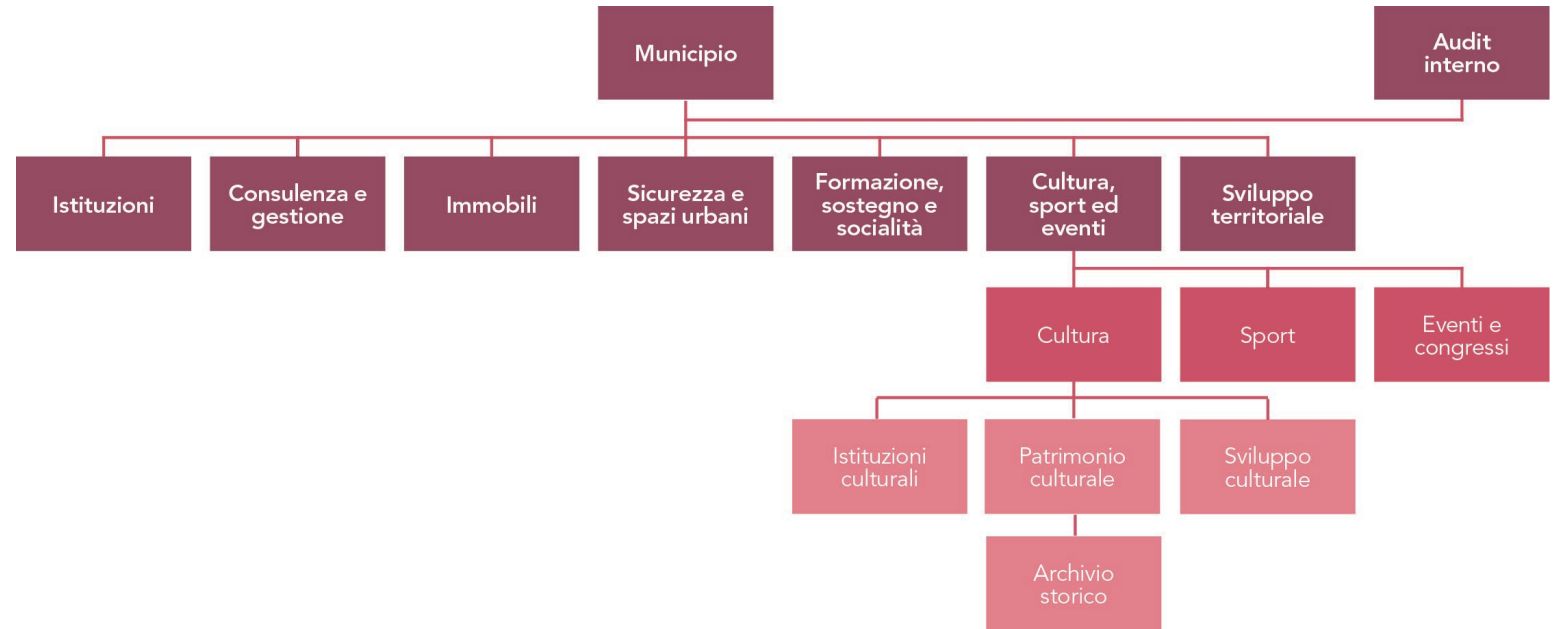 Municipio
Audit
interno
Istituzioni
Consulenza e
gestione
Immobili
Sicurezza e
spazi urbani
Formazione,
sostegno e
socialità
Cultura,
sport ed
eventi
Sviluppo
territoriale
Cultura
Sport
Eventi e
congressi
Istituzioni
culturali
Patrimonio
culturale
Sviluppo
culturale
Archivio
storico